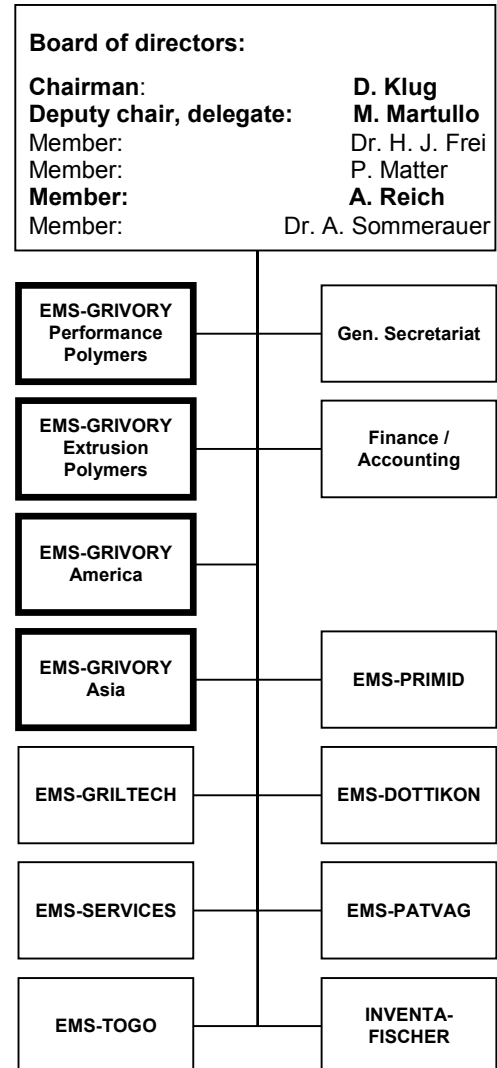 Board of directors:
Chairman: D. Klug
Deputy chair, delegate: M. Martullo
Member: Dr. H. J. Frei
Member: P. Matter
Member: A. Reich
Member: Dr. A. Sommerauer
EMS-GRIVORY
Performance
Polymers
Gen. Secretariat
EMS-GRIVORY
Extrusion
Polymers
Finance /
Accounting
EMS-GRIVORY
America
EMS-GRIVORY
Asia
EMS-PRIMID
EMS-GRILTECH
EMS-DOTTIKON
EMS-SERVICES
EMS-PATVAG
EMS-TOGO
INVENTA-
FISCHER